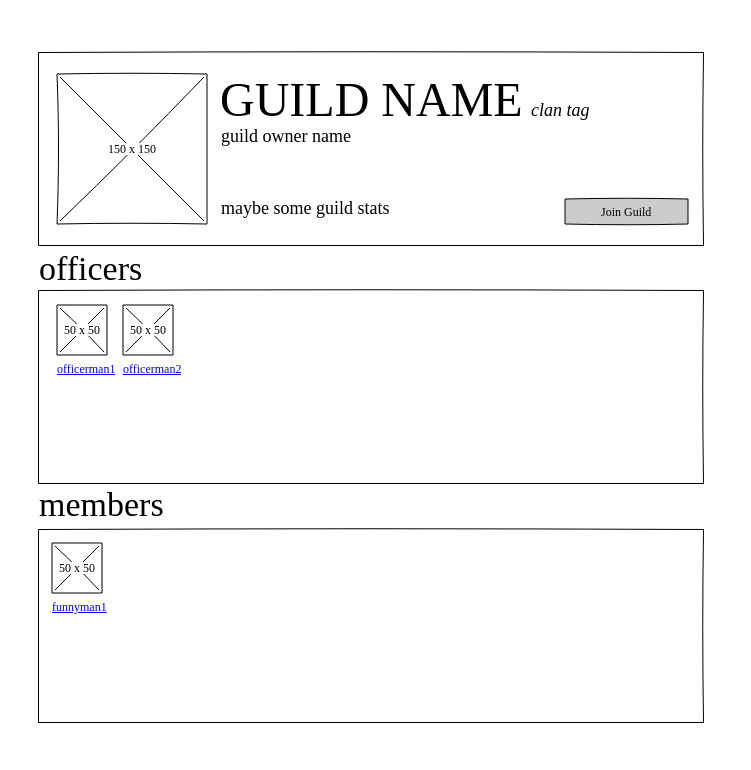 GUILD NAME clan tag
150 x 150
guild owner name
maybe some guild stats
Join Guild
officers
50 x 50 50 x 50
officerman1 officerman2
members
50 x 50
funnyman1